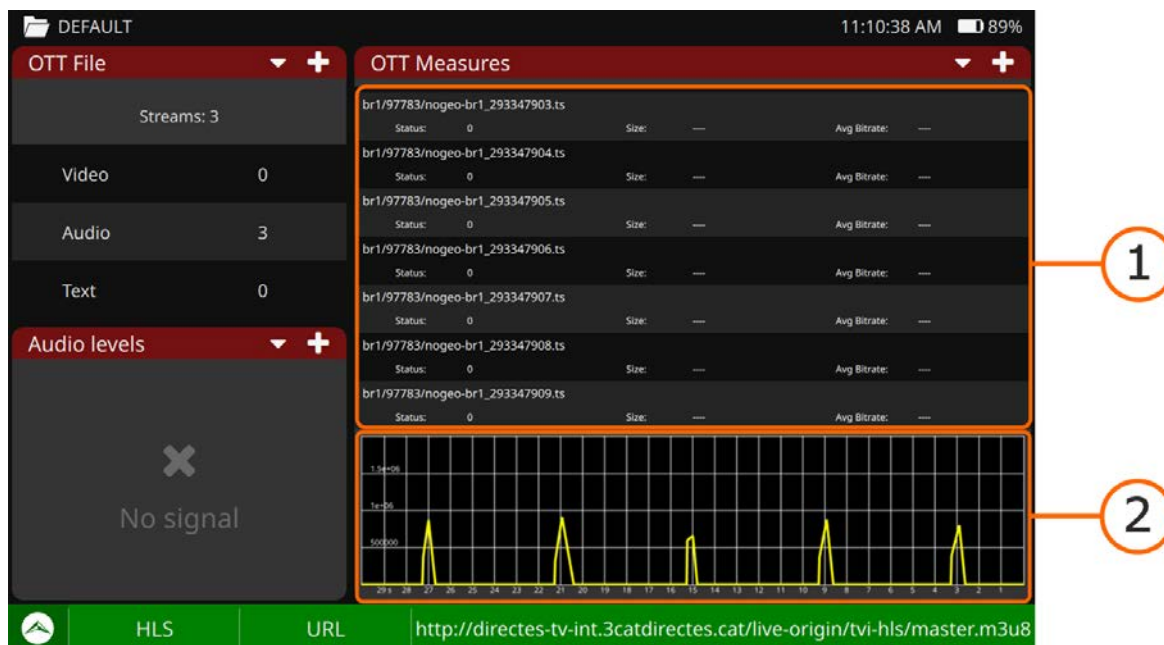 DEFAULT 11:10:38 AM 89%
OTT File
Streams: 3
Video 0
Audio 3
Text 0
Audio levels
No signal
OTT Measures
br1/97783/nogeo-br1_293347903.ts
Status: 0 Size: ---- Avg Bitrate: ----
br1/97783/nogeo-br1_293347904.ts
Status: 0 Size: ---- Avg Bitrate: ----
br1/97783/nogeo-br1_293347905.ts
Status: 0 Size: ---- Avg Bitrate: ----
br1/97783/nogeo-br1_293347906.ts
Status: 0 Size: ---- Avg Bitrate: ----
br1/97783/nogeo-br1_293347907.ts
Status: 0 Size: ---- Avg Bitrate: ----
br1/97783/nogeo-br1_293347908.ts
Status: 0 Size: ---- Avg Bitrate: ----
br1/97783/nogeo-br1_293347909.ts
Status: 0 Size: ---- Avg Bitrate: ----
1
1.5e+06
1e+06
500000
29 s 28 27 26 25 24 23 22 21 20 19 18 17 16 15 14 13 12 11 10 9 8 7 6 5 4 3 2 1
2
HLS URL http://directes-tv-int.3catdirectes.cat/live-origin/tvi-hls/master.m3u8